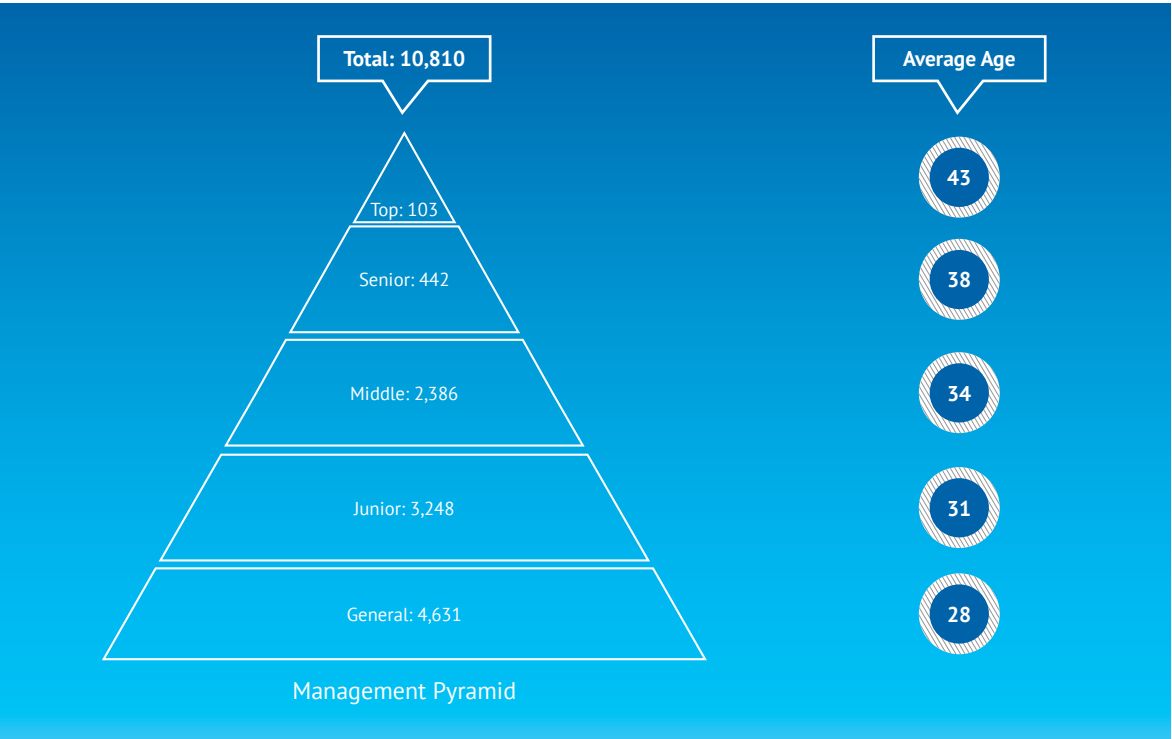 Total: 10,810
Average Age
Top: 103
43
Senior: 442
38
Middle: 2,386
34
Junior: 3,248
31
General: 4,631
28
Management Pyramid